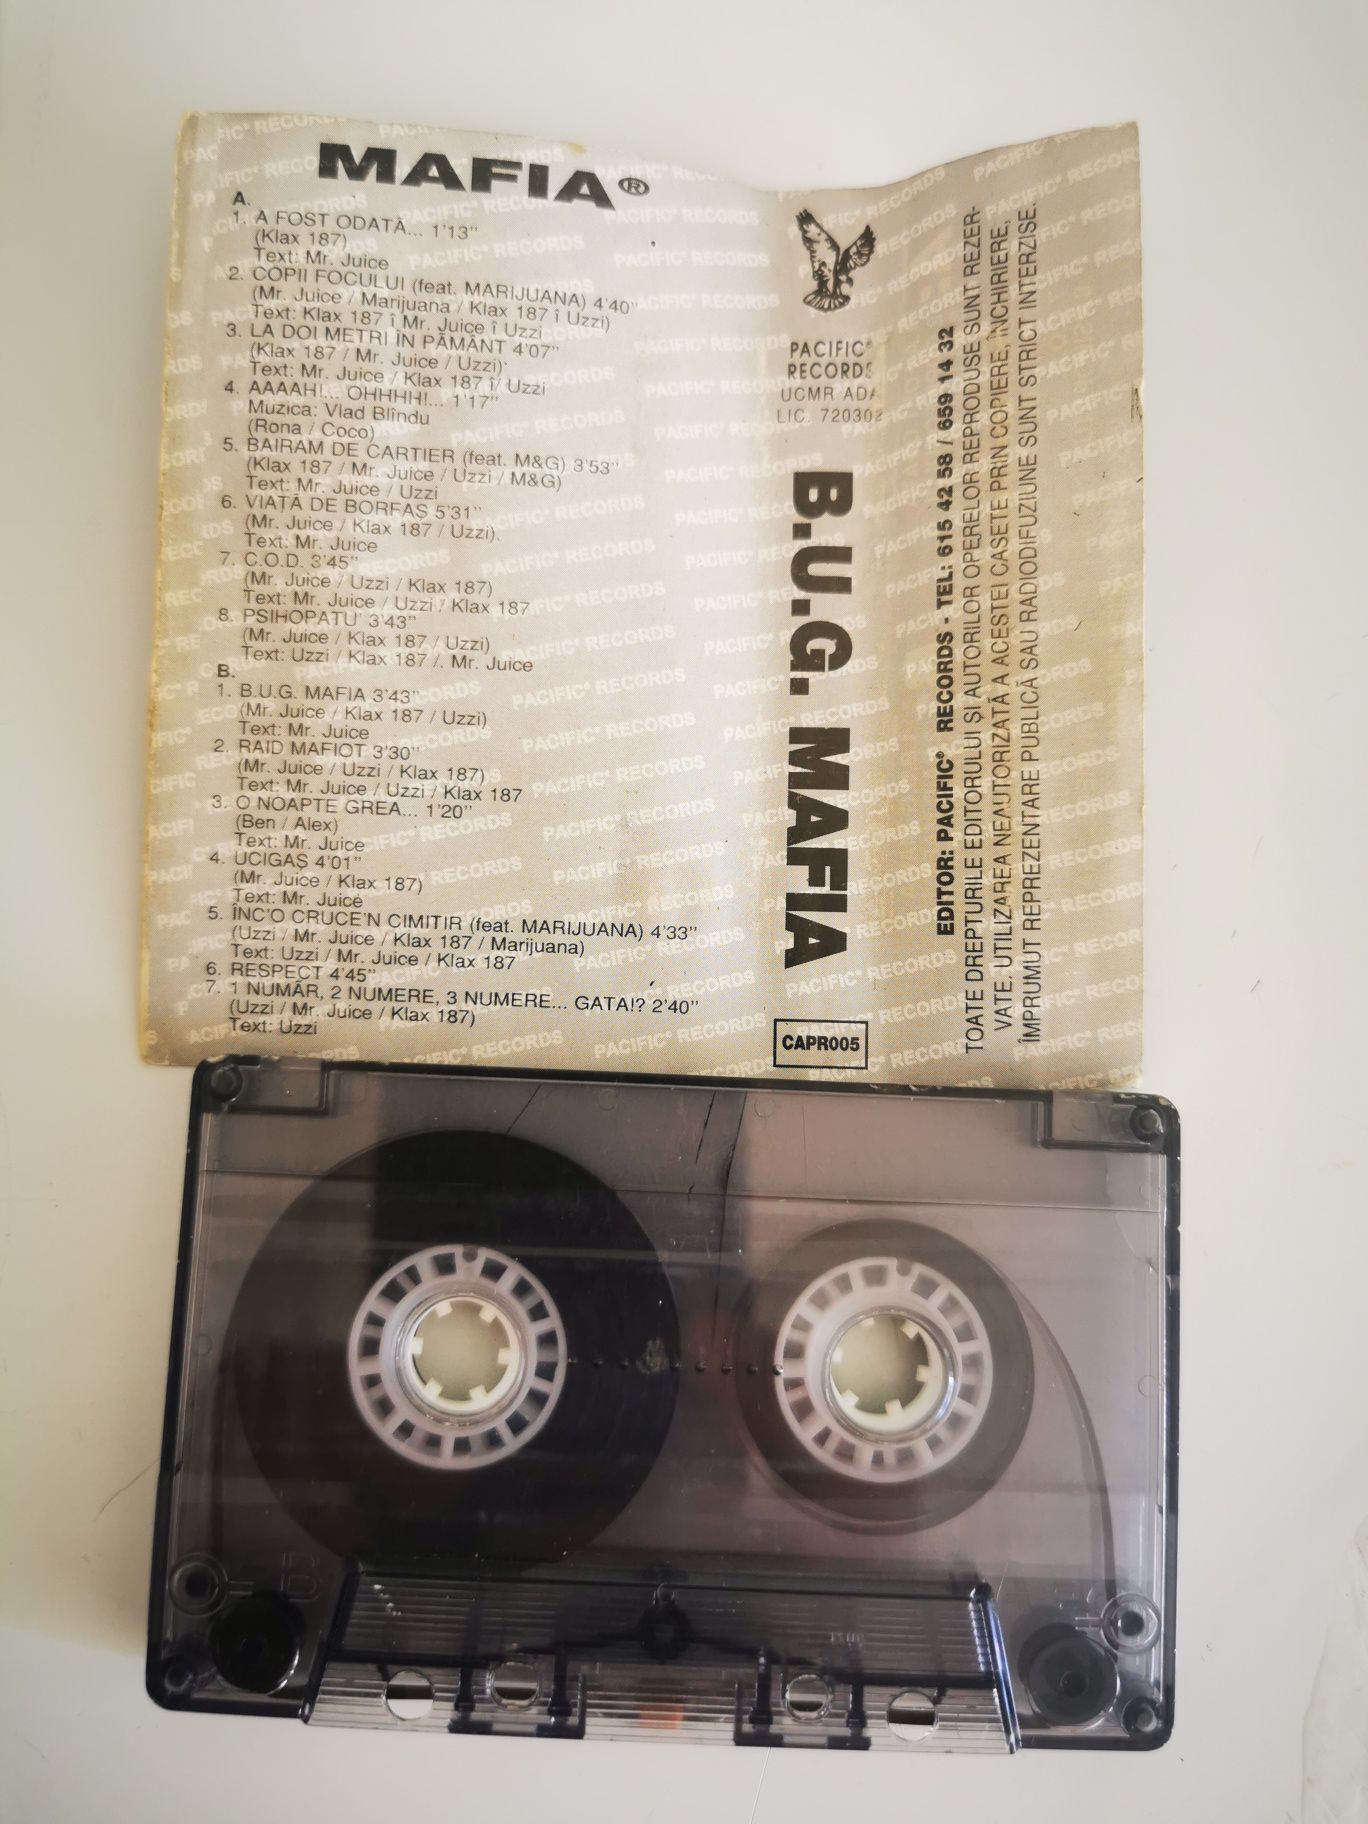 MAFIA®
A.
1. A FOST ODATĂ... 1'13"
(Klax 187)
Text: Mr. Juice
2. COPII FOCULUI (feat. MARIJUANA) 4'40"
(Mr. Juice / Marijuana / Klax 187 î Uzzi)
Text: Klax 187 î Mr. Juice î Uzzi
3. LA DOI METRI ÎN PĂMÂNT 4'07"
(Klax 187 / Mr. Juice / Uzzi)
Text: Mr. Juice / Klax 187 î/ Uzzi
4. AAAAH!... OHHHH!... 1'17"
Muzica: Vlad Blîndu
(Rona / Coco)
5. BAIRAM DE CARTIER (feat. M&G) 3'53"
(Klax 187 / Mr. Juice / Uzzi / M&G)
Text: Mr. Juice / Uzzi
6. VIAȚĂ DE BORFAȘ 5'31"
(Mr. Juice / Klax 187 / Uzzi).
Text: Mr. Juice
7. C.O.D. 3'45"
(Mr. Juice / Uzzi / Klax 187)
Text: Mr. Juice / Uzzi / Klax 187
8. PSIHOPATU' 3'43"
(Mr. Juice / Klax 187 / Uzzi)
Text: Uzzi / Klax 187 /. Mr. Juice
B.
1. B.U.G. MAFIA 3'43"
(Mr. Juice / Klax 187 / Uzzi)
Text: Mr. Juice
2. RAID MAFIOT 3'30"
(Mr. Juice / Uzzi / Klax 187)
Text: Mr. Juice / Uzzi / Klax 187
3. O NOAPTE GREA... 1'20"
(Ben / Alex)
Text: Mr. Juice
4. UCIGAȘ 4'01"
(Mr. Juice / Klax 187)
Text: Mr. Juice
5. ÎNC'O CRUCE'N CIMITIR (feat. MARIJUANA) 4'33"
(Uzzi / Mr. Juice / Klax 187 / Marijuana)
Text: Uzzi / Mr. Juice / Klax 187
6. RESPECT 4'45"
7. 1 NUMĂR, 2 NUMERE, 3 NUMERE... GATA!? 2'40"
(Uzzi / Mr. Juice / Klax 187)
Text: Uzzi
PACIFIC®
RECORDS
UCMR ADA
LIC. 720302
B.U.G. MAFIA
CAPR005
EDITOR: PACIFIC® RECORDS - TEL: 615 42 58 / 659 14 32
TOATE DREPTURILE EDITORULUI ȘI AUTORILOR OPERELOR REPRODUSE SUNT REZER-
VATE. UTILIZAREA NEAUTORIZATĂ A ACESTEI CASETE PRIN COPIERE, ÎNCHIRIERE,
ÎMPRUMUT REPREZENTARE PUBLICĂ SAU RADIODIFUZIUNE SUNT STRICT INTERZISE.
PACIFIC® RECORDS
B